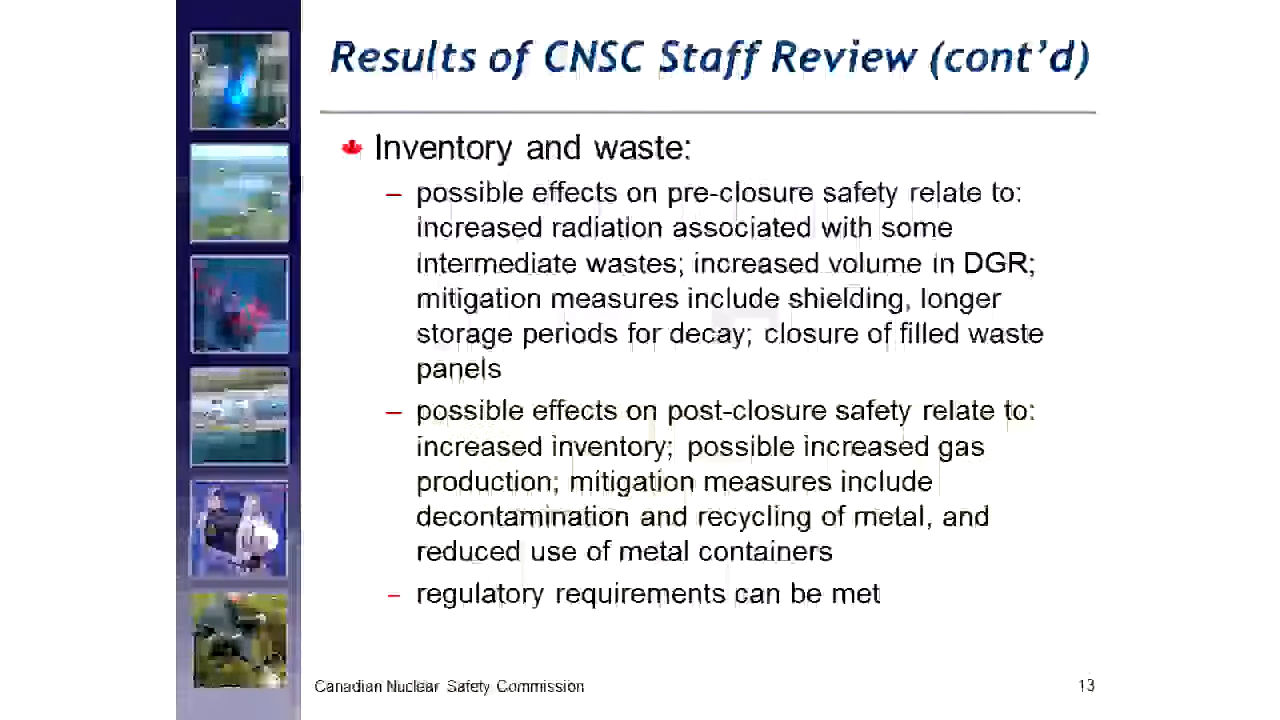 Results of CNSC Staff Review (cont'd)
Inventory and waste:
– possible effects on pre-closure safety relate to:
increased radiation associated with some
intermediate wastes; increased volume in DGR;
mitigation measures include shielding, longer
storage periods for decay; closure of filled waste
panels
– possible effects on post-closure safety relate to:
increased inventory; possible increased gas
production; mitigation measures include
decontamination and recycling of metal, and
reduced use of metal containers
– regulatory requirements can be met
Canadian Nuclear Safety Commission
13